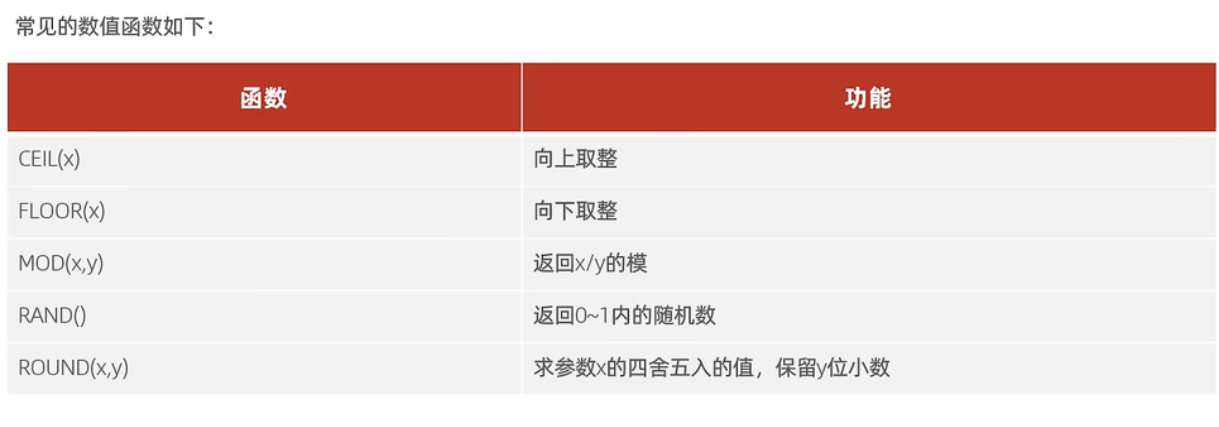 常见的数值函数如下：
函数 功能
CEIL(x) 向上取整
FLOOR(x) 向下取整
MOD(x,y) 返回x/y的模
RAND() 返回0~1内的随机数
ROUND(x,y) 求参数x的四舍五入的值，保留y位小数